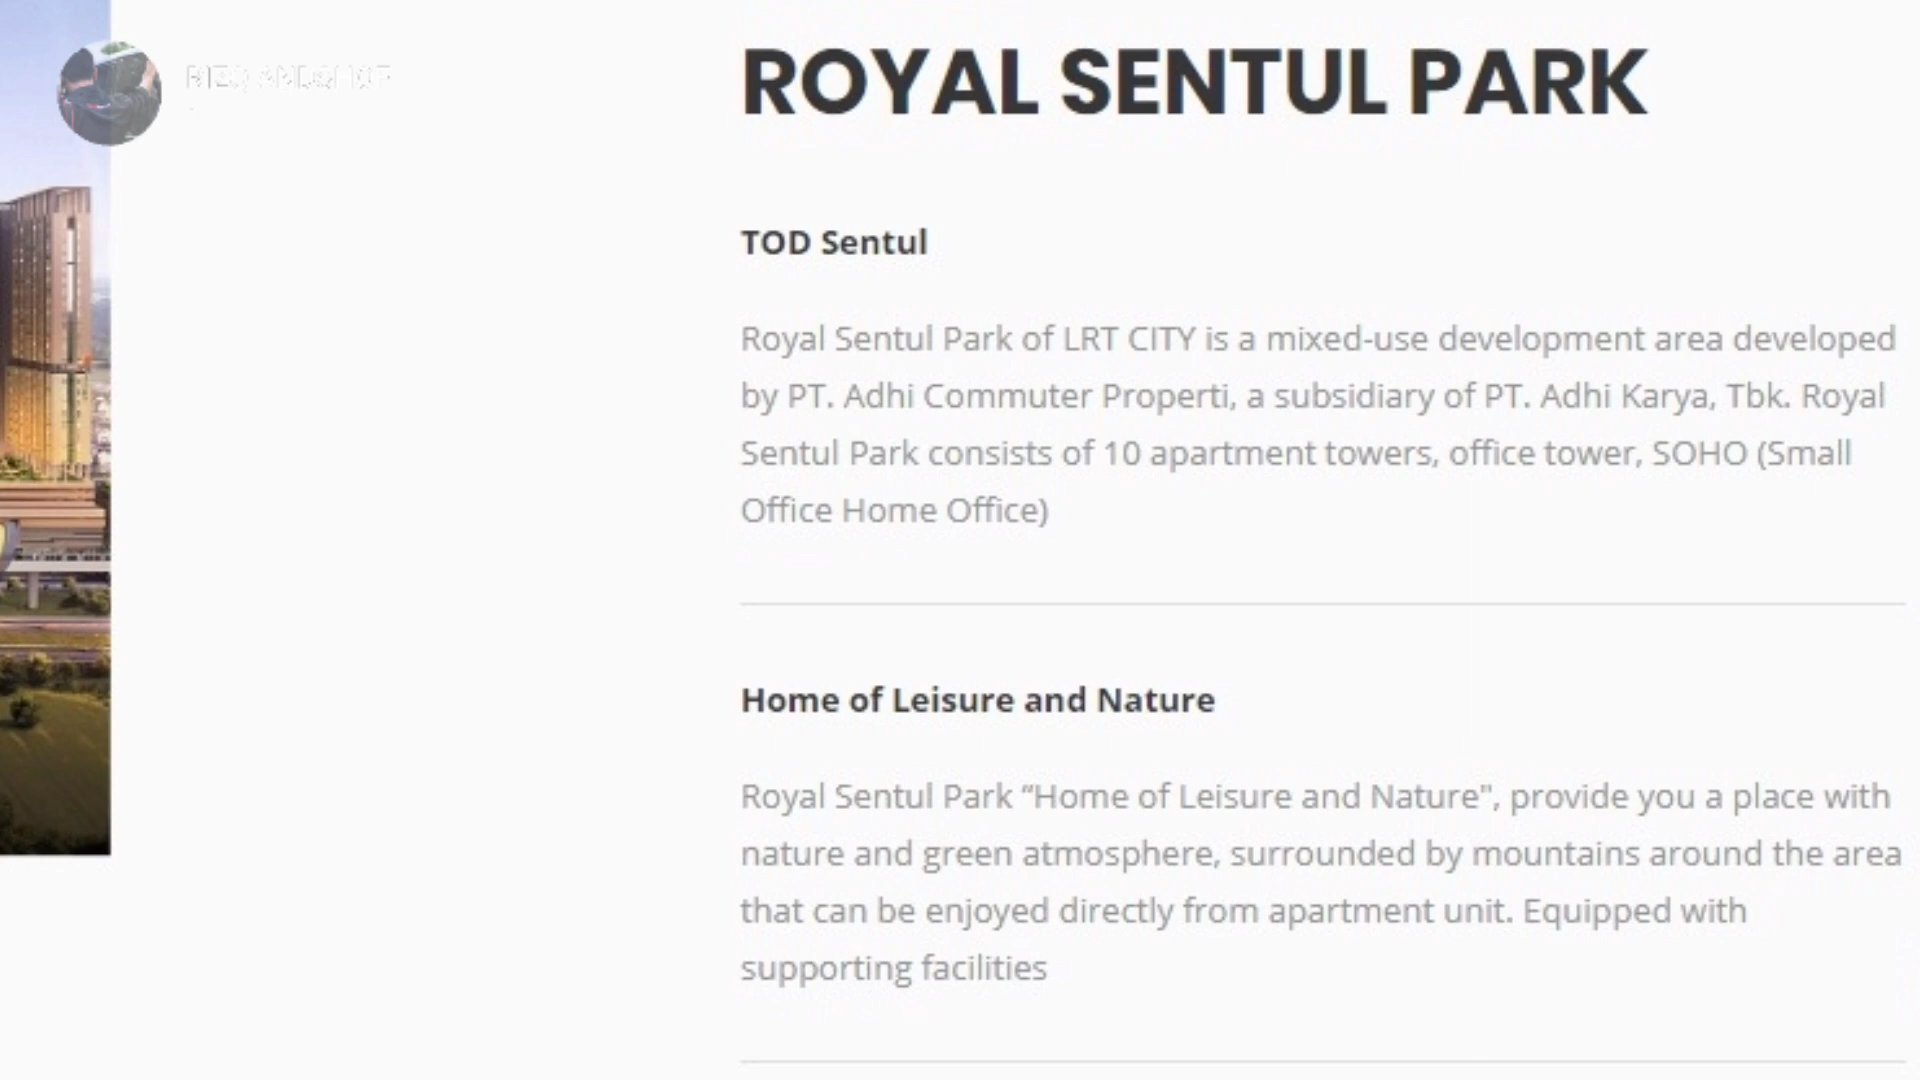 ROYAL SENTUL PARK
TOD Sentul
Royal Sentul Park of LRT CITY is a mixed-use development area developed
by PT. Adhi Commuter Properti, a subsidiary of PT. Adhi Karya, Tbk. Royal
Sentul Park consists of 10 apartment towers, office tower, SOHO (Small
Office Home Office)
Home of Leisure and Nature
Royal Sentul Park “Home of Leisure and Nature", provide you a place with
nature and green atmosphere, surrounded by mountains around the area
that can be enjoyed directly from apartment unit. Equipped with
supporting facilities